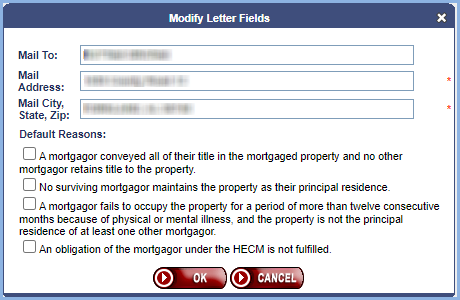 Modify Letter Fields
Mail To:
Mail
Address:
*
Mail City,
State, Zip:
*
Default Reasons:
A mortgagor conveyed all of their title in the mortgaged property and no other
mortgagor retains title to the property.
No surviving mortgagor maintains the property as their principal residence.
A mortgagor fails to occupy the property for a period of more than twelve consecutive
months because of physical or mental illness, and the property is not the principal
residence of at least one other mortgagor.
An obligation of the mortgagor under the HECM is not fulfilled.
OK CANCEL